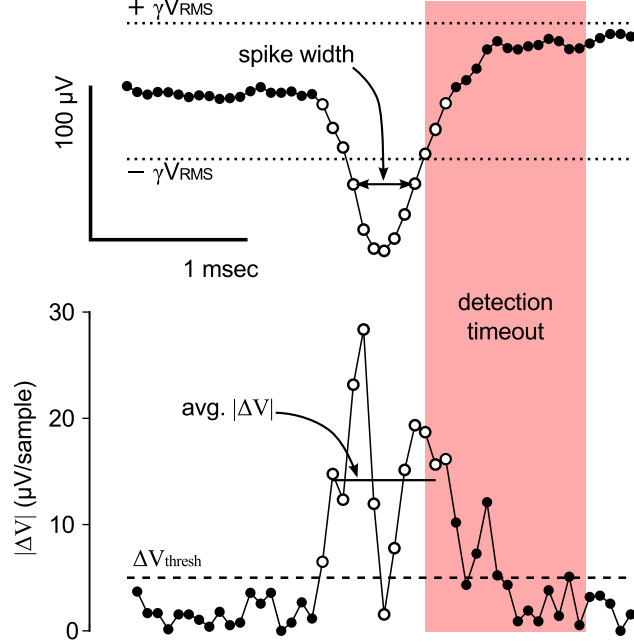 + γVRMS
spike width
100 μV
− γVRMS
1 msec
detection
timeout
30
avg. |ΔV|
20
|ΔV| (μV/sample)
10
ΔVthresh
0